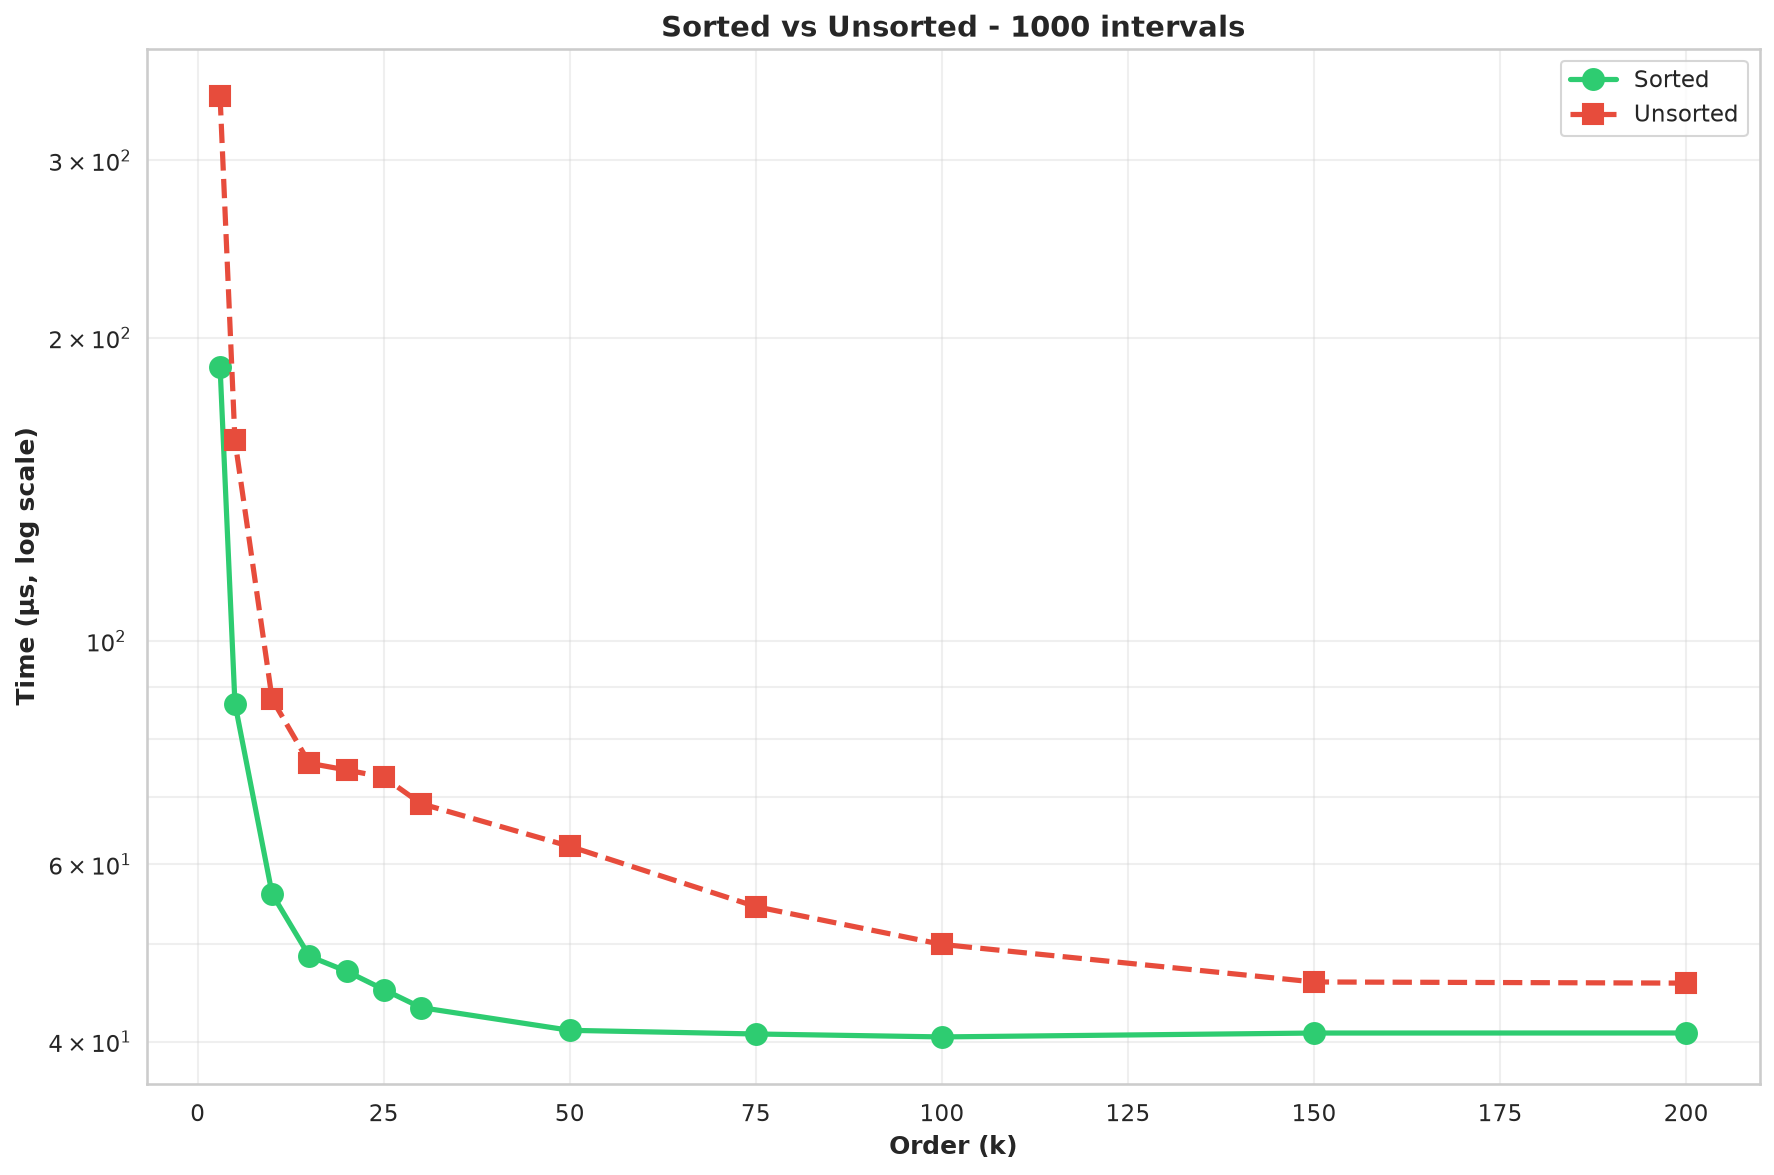 Sorted vs Unsorted - 1000 intervals
Sorted
Unsorted
Time (µs, log scale)
3 × 10²
2 × 10²
10²
6 × 10¹
4 × 10¹
0 25 50 75 100 125 150 175 200
Order (k)